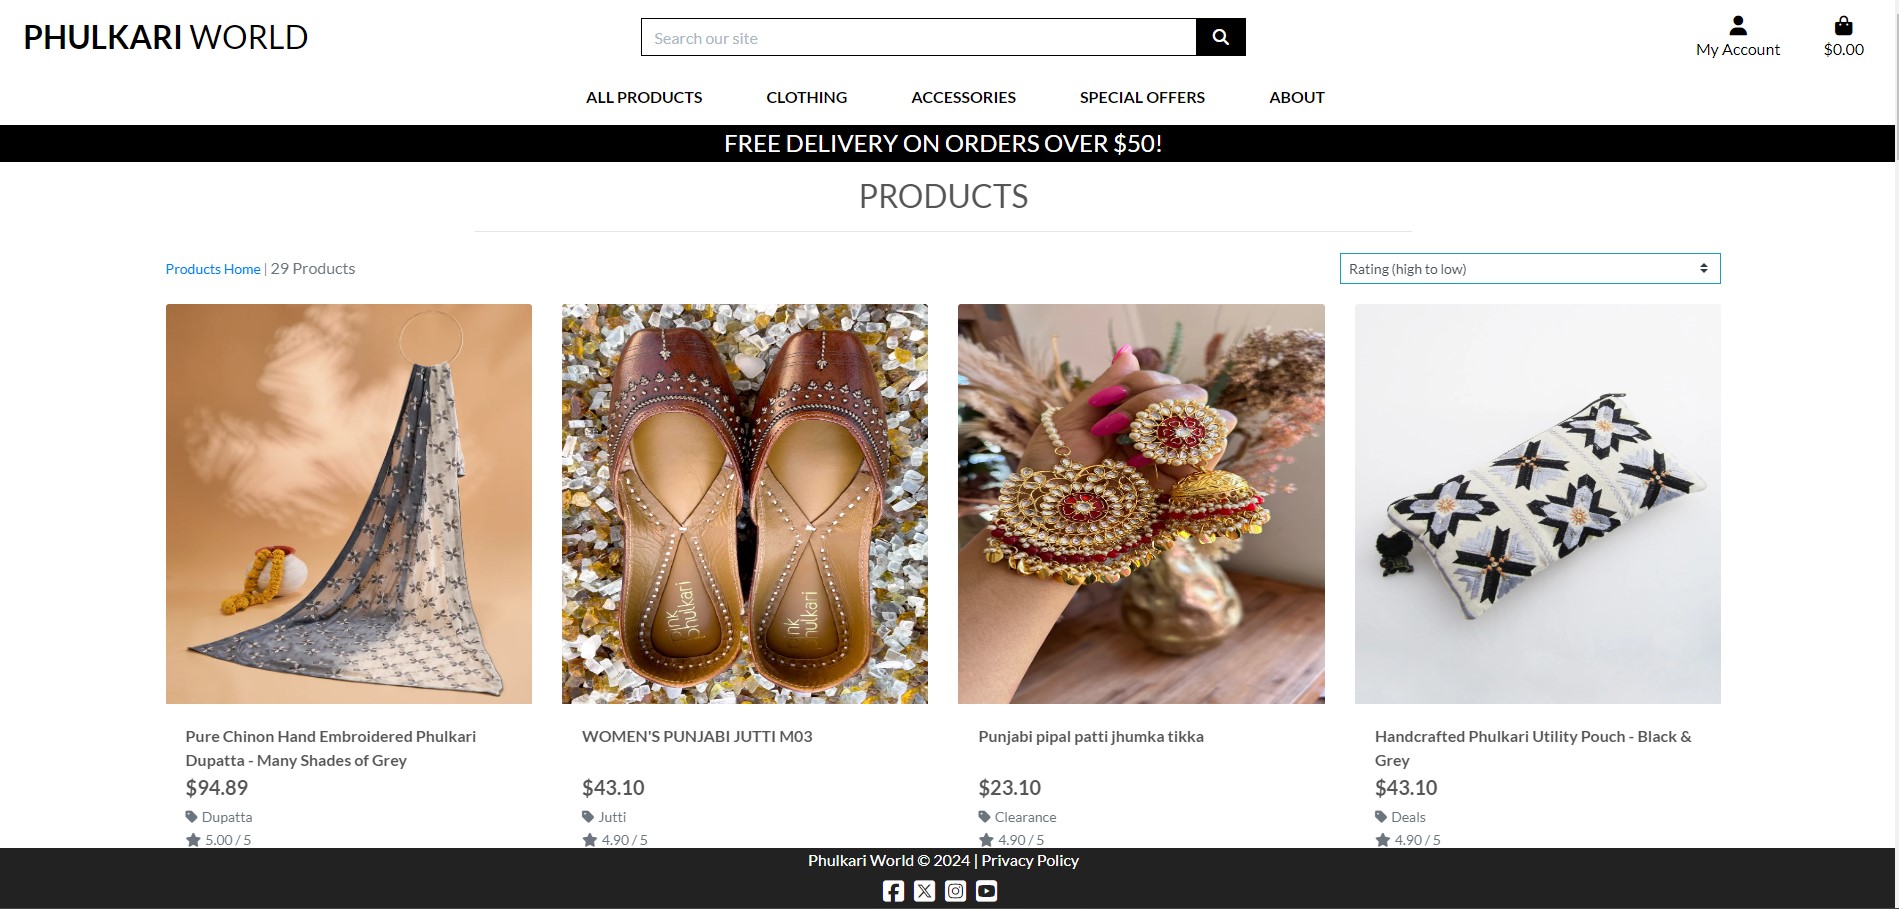 PHULKARI WORLD
Search our site
My Account
$0.00
ALL PRODUCTS
CLOTHING
ACCESSORIES
SPECIAL OFFERS
ABOUT
FREE DELIVERY ON ORDERS OVER $50!
PRODUCTS
Products Home | 29 Products
Rating (high to low)
pink
phulkari
pink
phulkari
Pure Chinon Hand Embroidered Phulkari
Dupatta - Many Shades of Grey
$94.89
Dupatta
5.00 / 5
WOMEN'S PUNJABI JUTTI M03
$43.10
Jutti
4.90 / 5
Punjabi pipal patti jhumka tikka
$23.10
Clearance
4.90 / 5
Handcrafted Phulkari Utility Pouch - Black &
Grey
$43.10
Deals
4.90 / 5
Phulkari World © 2024 | Privacy Policy